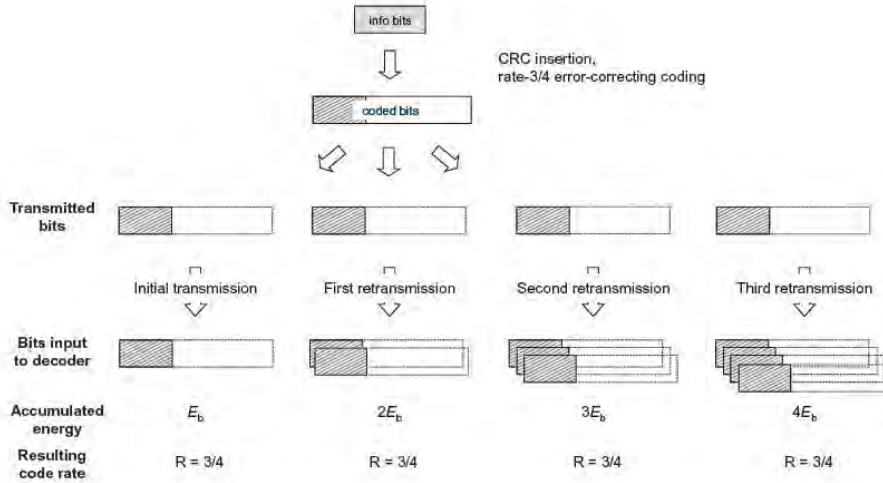 info bits
CRC insertion,
rate-3/4 error-correcting coding
coded bits
Transmitted
bits
Initial transmission
First retransmission
Second retransmission
Third retransmission
Bits input
to decoder
Accumulated
energy
Eb
2Eb
3Eb
4Eb
Resulting
code rate
R = 3/4
R = 3/4
R = 3/4
R = 3/4